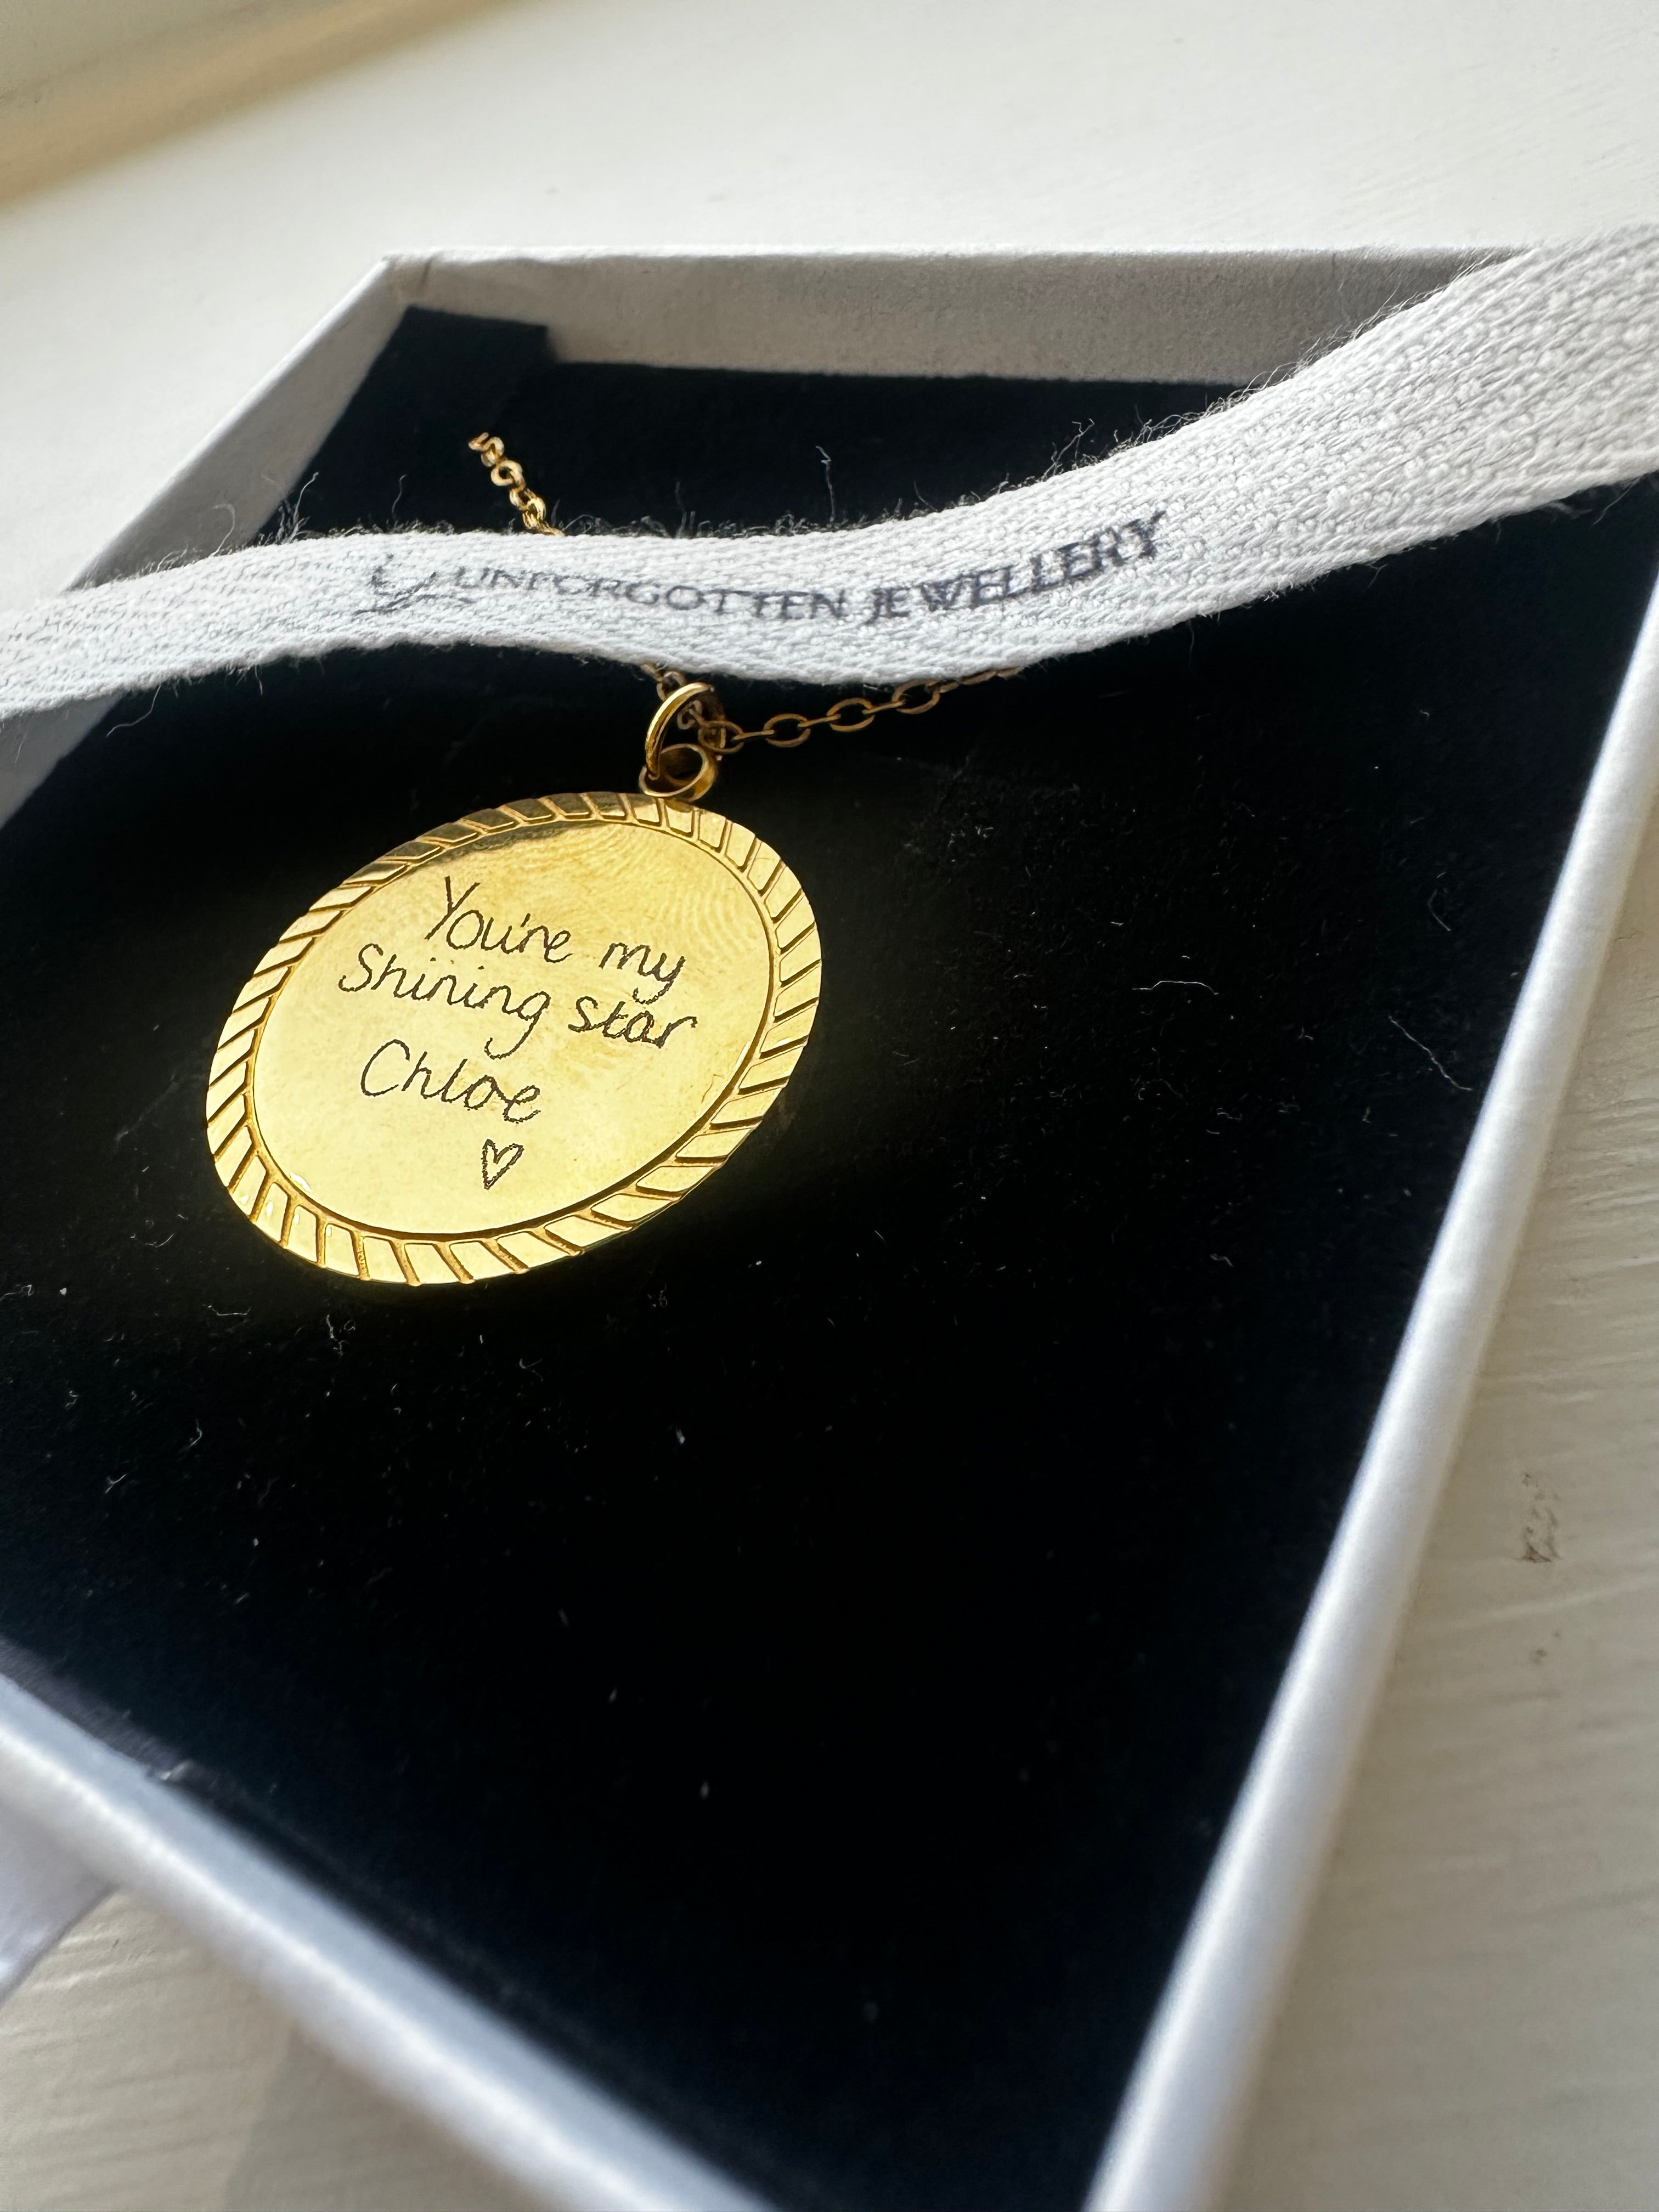 UNFORGOTTEN JEWELLERY
You're my
Shining star
Chloe